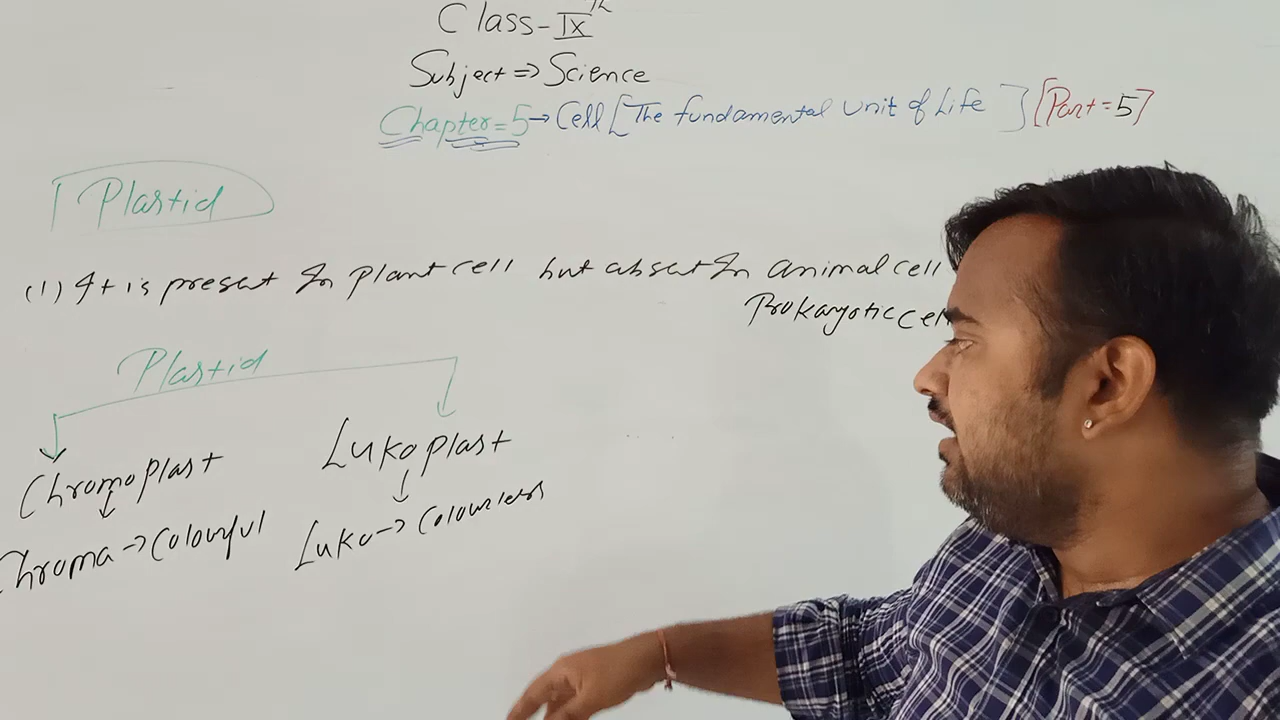 Class-IXth
Subject => Science
Chapter=5→Cell [The fundamental Unit of Life] [Part=5]
Plastid
(1) It is present In plant cell but absent In animal cell
Prokaryotic Cell
Plastid
Chromoplast Lukoplast
Chroma→Colourful Luko→Colourless